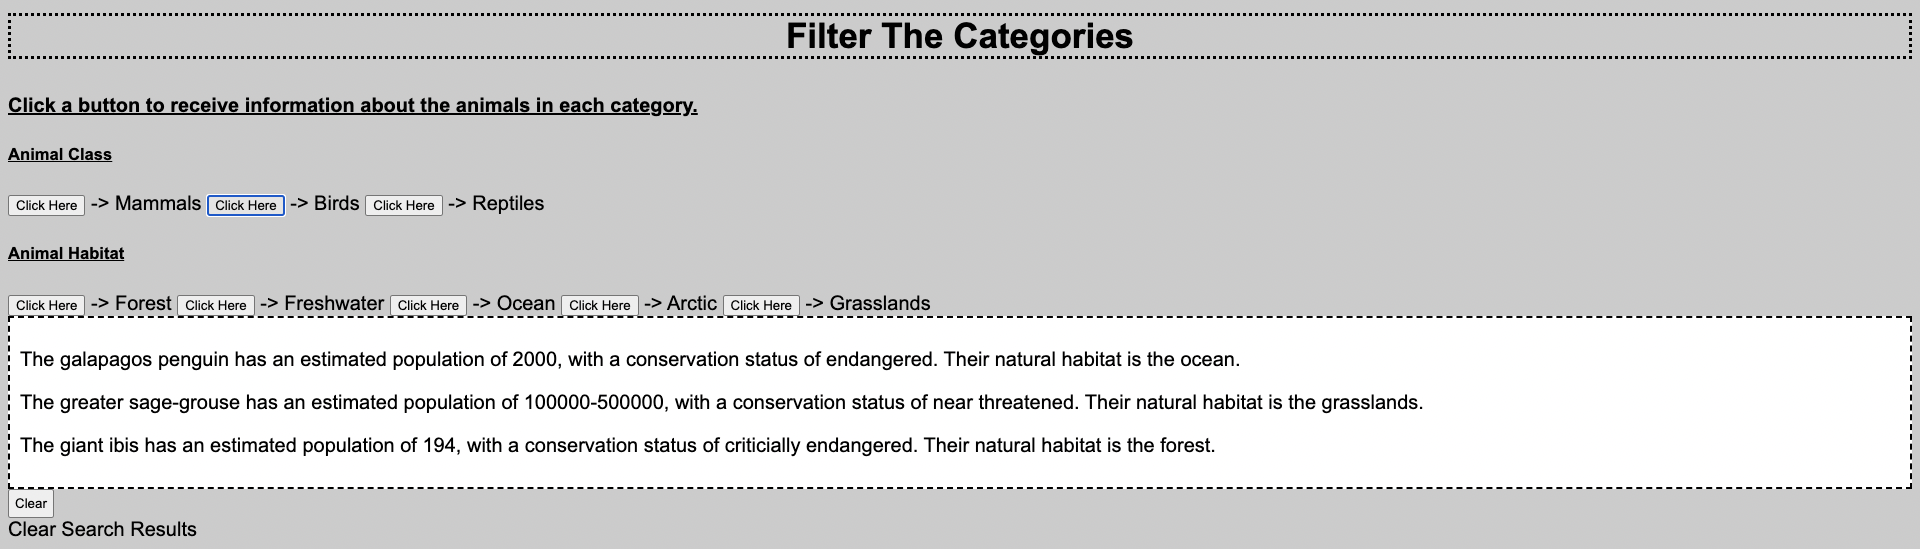 Filter The Categories
Click a button to receive information about the animals in each category.
Animal Class
Click Here -> Mammals Click Here -> Birds Click Here -> Reptiles
Animal Habitat
Click Here -> Forest Click Here -> Freshwater Click Here -> Ocean Click Here -> Arctic Click Here -> Grasslands
The galapagos penguin has an estimated population of 2000, with a conservation status of endangered. Their natural habitat is the ocean.
The greater sage-grouse has an estimated population of 100000-500000, with a conservation status of near threatened. Their natural habitat is the grasslands.
The giant ibis has an estimated population of 194, with a conservation status of criticially endangered. Their natural habitat is the forest.
Clear
Clear Search Results